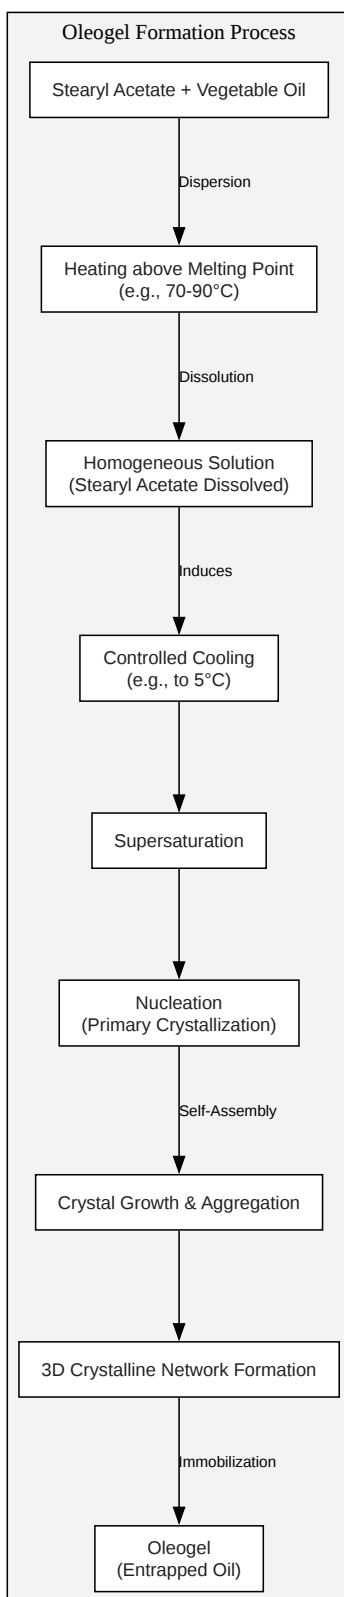 Oleogel Formation Process
Stearyl Acetate + Vegetable Oil
Dispersion
Heating above Melting Point
(e.g., 70-90°C)
Dissolution
Homogeneous Solution
(Stearyl Acetate Dissolved)
Induces
Controlled Cooling
(e.g., to 5°C)
Supersaturation
Nucleation
(Primary Crystallization)
Self-Assembly
Crystal Growth & Aggregation
3D Crystalline Network Formation
Immobilization
Oleogel
(Entrapped Oil)